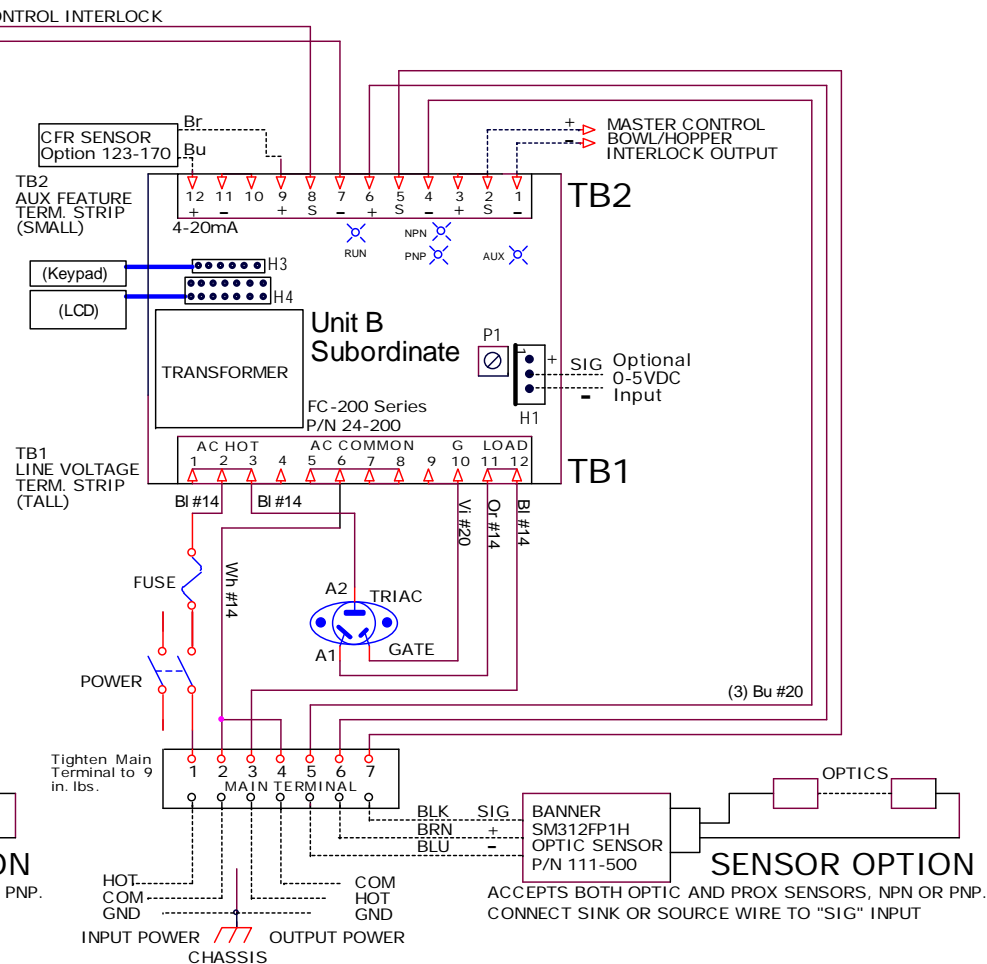 ONTROL INTERLOCK
Br
CFR SENSOR
Option 123-170
Bu
+
-
MASTER CONTROL
BOWL/HOPPER
INTERLOCK OUTPUT
TB2
AUX FEATURE
TERM. STRIP
(SMALL)
12 11 10 9 8 7 6 5 4 3 2 1
+ - + S - + S - + S -
TB2
4-20mA
RUN
NPN
PNP
AUX
(Keypad)
H3
(LCD)
H4
Unit B
Subordinate
TRANSFORMER
P1
1
+
SIG
-
Optional
0-5VDC
Input
H1
FC-200 Series
P/N 24-200
TB1
LINE VOLTAGE
TERM. STRIP
(TALL)
AC HOT AC COMMON G LOAD
1 2 3 4 5 6 7 8 9 10 11 12
TB1
Bl #14
Bl #14
Vi #20
Or #14
Bl #14
Wh #14
FUSE
A2
TRIAC
A1
GATE
POWER
(3) Bu #20
Tighten Main
Terminal to 9
in. lbs.
1 2 3 4 5 6 7
MAIN TERMINAL
OPTICS
BLK SIG
BRN +
BLU -
BANNER
SM312FP1H
OPTIC SENSOR
P/N 111-500
ON
PNP.
SENSOR OPTION
ACCEPTS BOTH OPTIC AND PROX SENSORS, NPN OR PNP.
CONNECT SINK OR SOURCE WIRE TO "SIG" INPUT
HOT
COM
GND
COM
HOT
GND
INPUT POWER
OUTPUT POWER
CHASSIS